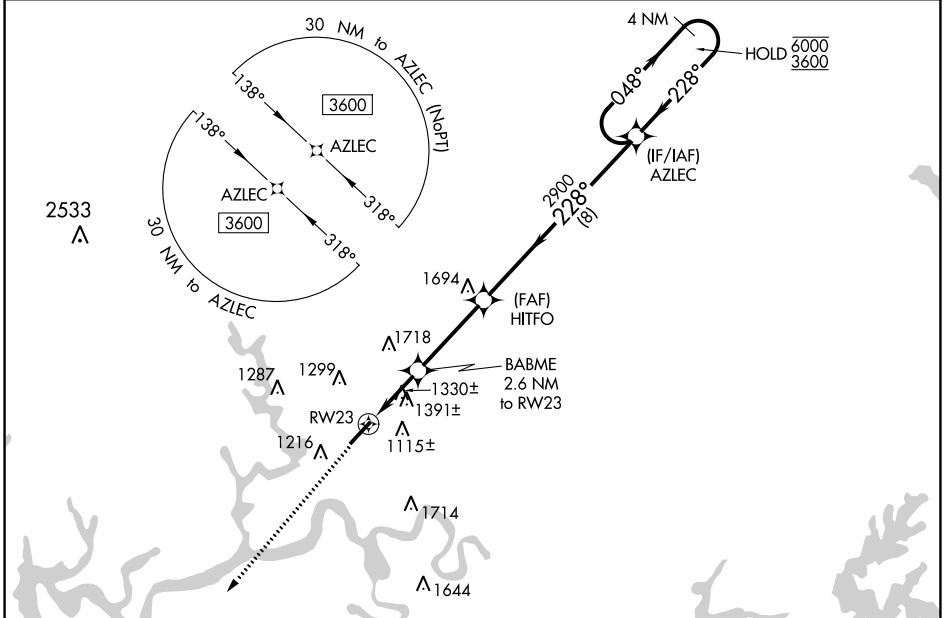 30 NM to AZLEC (NoPT)
138°
3600
AZLEC
318°
138°
AZLEC
3600
318°
30 NM to AZLEC
4 NM
HOLD 6000
3600
048°
228°
(IF/IAF)
AZLEC
2900
228°
(8)
2533
1694
(FAF)
HITFO
1718
BABME
2.6 NM
to RW23
1299
1287
1330±
1391±
RW23
1115±
1216
1714
1644